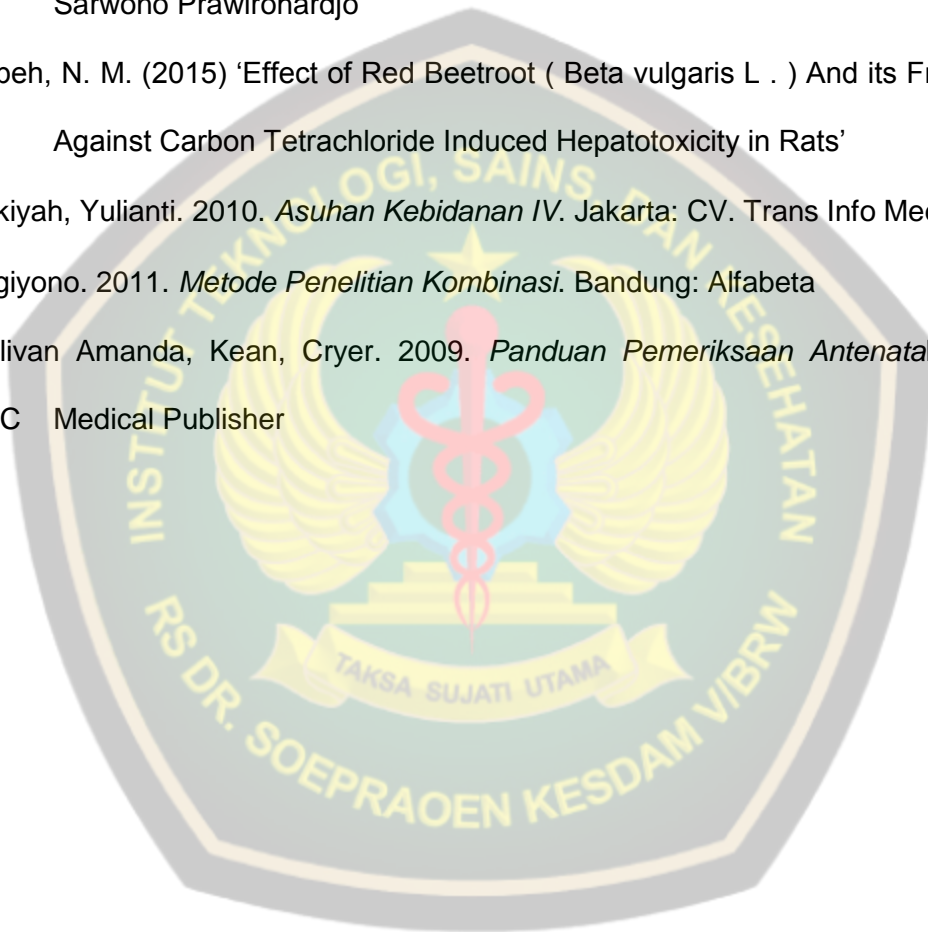 Sarwono Prawirohardjo
beh, N. M. (2015) ‘Effect of Red Beetroot ( Beta vulgaris L . ) And its Fr
Against Carbon Tetrachloride Induced Hepatotoxicity in Rats’
kiyah, Yulianti. 2010. Asuhan Kebidanan IV. Jakarta: CV. Trans Info Me
giyono. 2011. Metode Penelitian Kombinasi. Bandung: Alfabeta
livan Amanda, Kean, Cryer. 2009. Panduan Pemeriksaan Antenatal
C Medical Publisher
INSTITUT TEKNOLOGI, SAINS, DAN KESEHATAN
TAKSA SUJATI UTAMA
RS DR. SOEPRAOEN KESDAM V/BRW